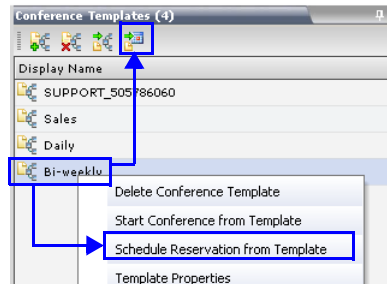 Conference Templates (4)
Display Name
SUPPORT_505786060
Sales
Daily
Bi-weekly
Delete Conference Template
Start Conference from Template
Schedule Reservation from Template
Template Properties